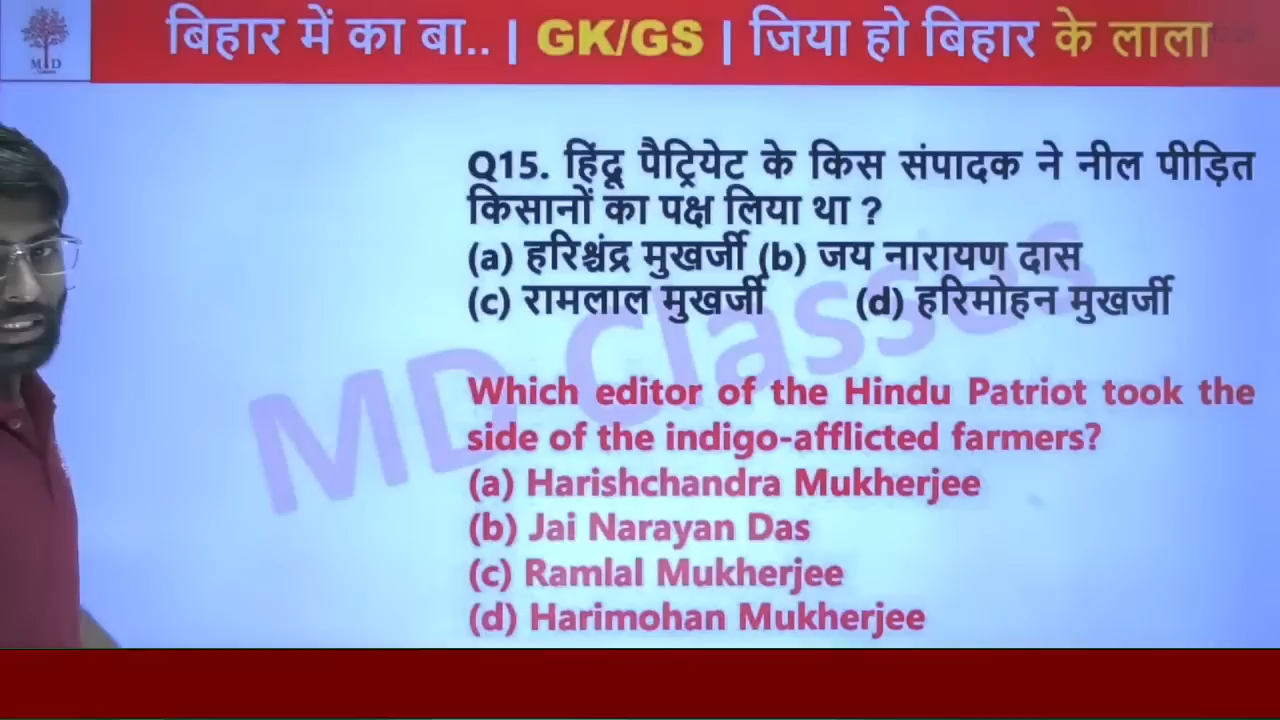 बिहार में का बा.. | GK/GS | जिया हो बिहार के लाला
MD
Q15. हिंदू पैट्रियेट के किस संपादक ने नील पीड़ित
किसानों का पक्ष लिया था ?
(a) हरिश्चंद्र मुखर्जी (b) जय नारायण दास
(c) रामलाल मुखर्जी (d) हरिमोहन मुखर्जी
MD Classes
Which editor of the Hindu Patriot took the
side of the indigo-afflicted farmers?
(a) Harishchandra Mukherjee
(b) Jai Narayan Das
(c) Ramlal Mukherjee
(d) Harimohan Mukherjee